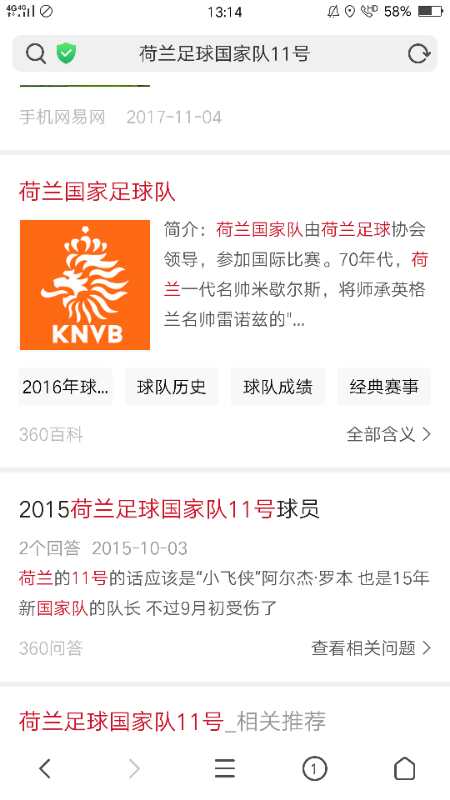 4G 4G 13:14 58%
荷兰足球国家队11号
手机网易网 2017-11-04
荷兰国家足球队
简介：荷兰国家队由荷兰足球协会
领导，参加国际比赛。70年代，荷
兰一代名帅米歇尔斯，将师承英格
兰名帅雷诺兹的"...
KNVB
2016年球... 球队历史 球队成绩 经典赛事
360百科 全部含义
2015荷兰足球国家队11号球员
2个回答 2015-10-03
荷兰的11号的话应该是“小飞侠”阿尔杰·罗本 也是15年
新国家队的队长 不过9月初受伤了
360问答 查看相关问题
荷兰足球国家队11号_相关推荐
1